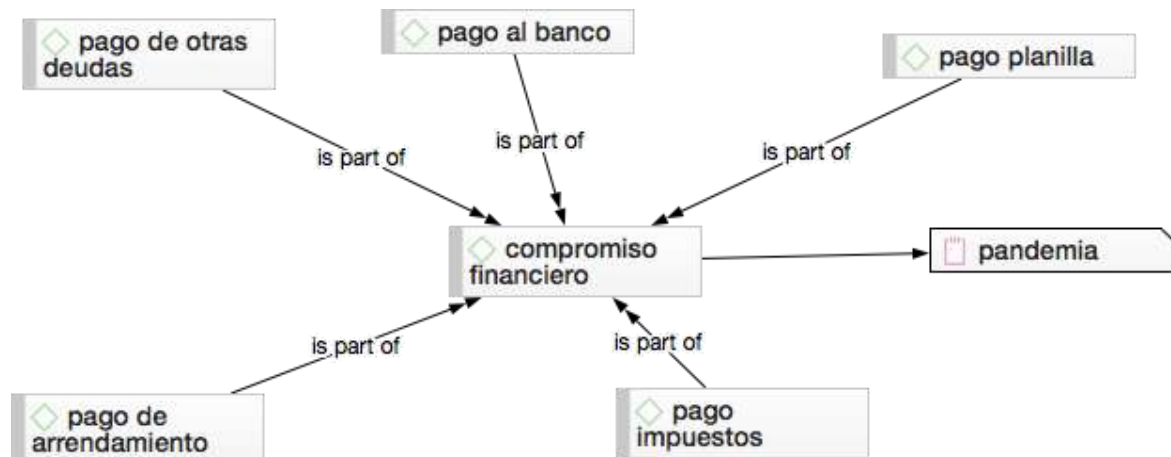 pago de otras
deudas
pago al banco
pago planilla
is part of
is part of
is part of
compromiso
financiero
pandemia
is part of
is part of
pago de
arrendamiento
pago
impuestos